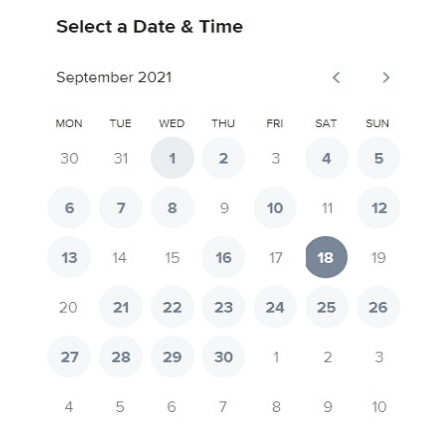 Select a Date & Time
September 2021
MON TUE WED THU FRI SAT SUN
30 31 1 2 3 4 5
6 7 8 9 10 11 12
13 14 15 16 17 18 19
20 21 22 23 24 25 26
27 28 29 30 1 2 3
4 5 6 7 8 9 10